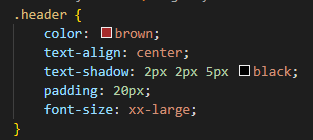 .header {
    color: brown;
    text-align: center;
    text-shadow: 2px 2px 5px black;
    padding: 20px;
    font-size: xx-large;
}